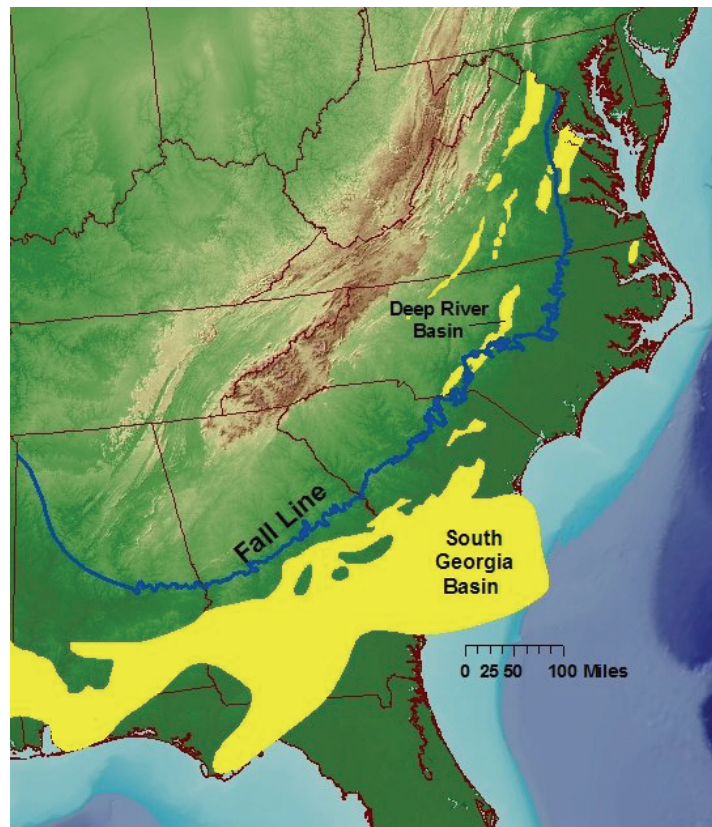 Deep River
Basin
Fall Line
South
Georgia
Basin
0 25 50 100 Miles